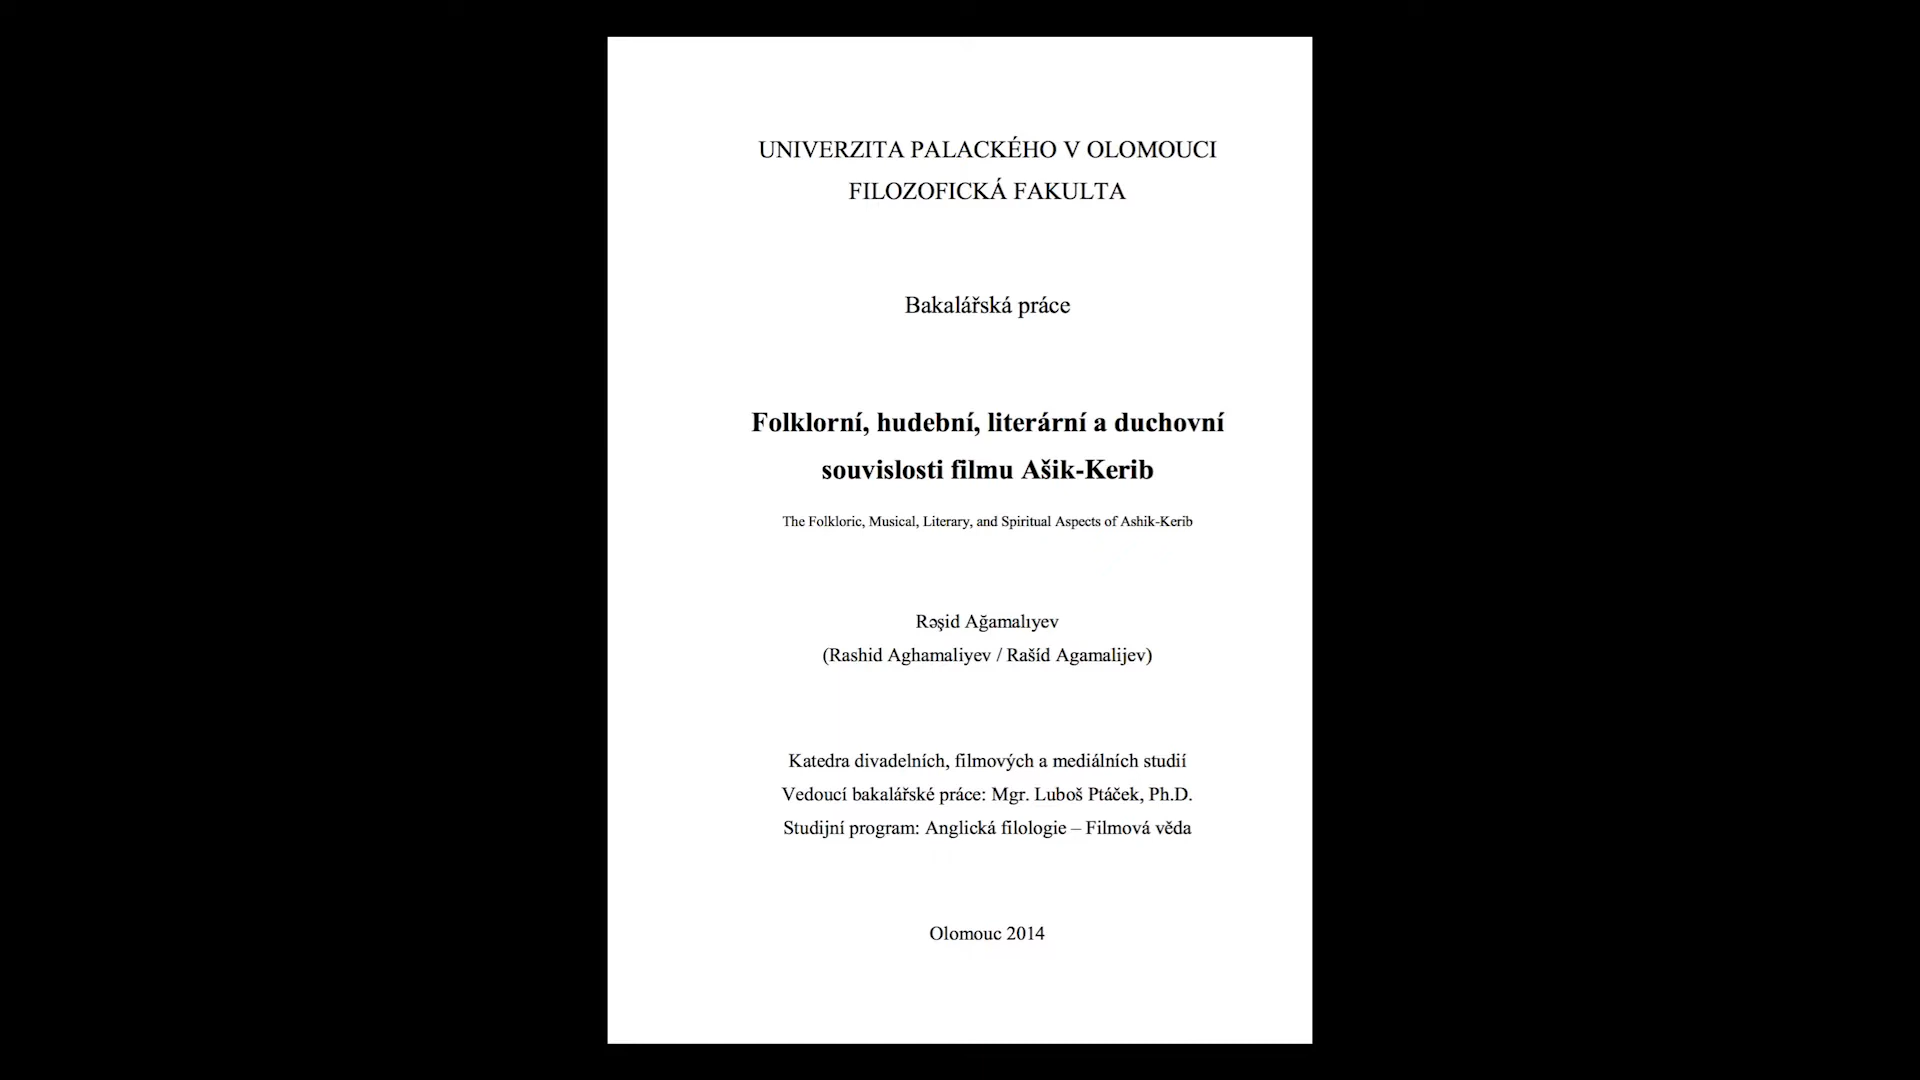 UNIVERZITA PALACKÉHO V OLOMOUCI
FILOZOFICKÁ FAKULTA
Bakalářská práce
Folklorní, hudební, literární a duchovní
souvislosti filmu Ašik-Kerib
The Folkloric, Musical, Literary, and Spiritual Aspects of Ashik-Kerib
Rəşid Ağamalıyev
(Rashid Aghamaliyev / Rašíd Agamalijev)
Katedra divadelních, filmových a mediálních studií
Vedoucí bakalářské práce: Mgr. Luboš Ptáček, Ph.D.
Studijní program: Anglická filologie – Filmová věda
Olomouc 2014